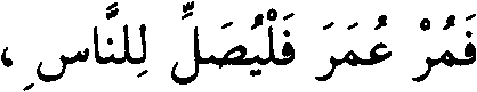 فَمُرْ عُمَرَ فَلْيُصَلِّ لِلنَّاسِ ،